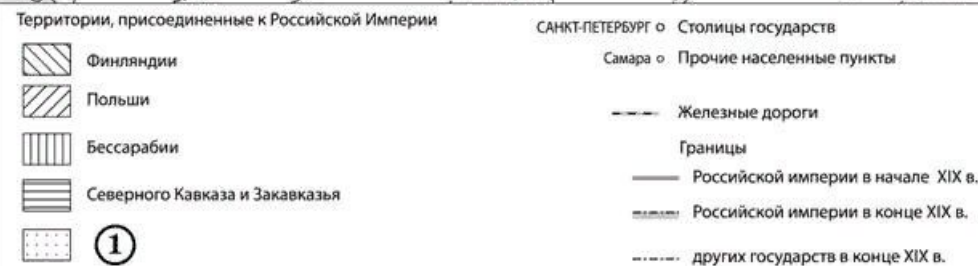 Территории, присоединенные к Российской Империи
Финляндии
Польши
Бессарабии
Северного Кавказа и Закавказья
1
САНКТ-ПЕТЕРБУРГ Столицы государств
Самара Прочие населенные пункты
Железные дороги
Границы
Российской империи в начале XIX в.
Российской империи в конце XIX в.
других государств в конце XIX в.